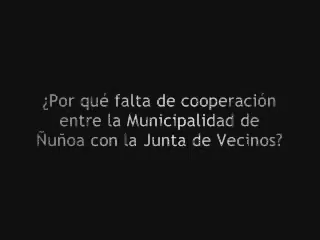 ¿Por qué falta de cooperación
entre la Municipalidad de
Ñuñoa con la Junta de Vecinos?